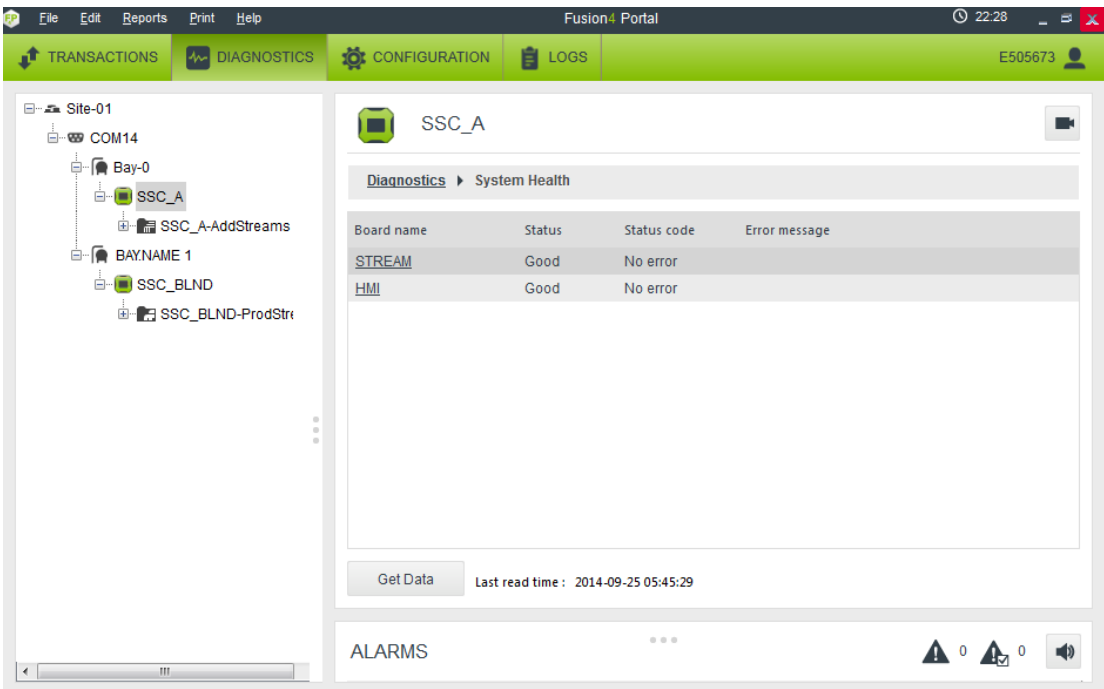 FP File Edit Reports Print Help Fusion4 Portal 22:28
TRANSACTIONS DIAGNOSTICS CONFIGURATION LOGS E505673
Site-01
COM14
Bay-0
SSC_A
SSC_A-AddStreams
BAY.NAME 1
SSC_BLND
SSC_BLND-ProdStre
SSC_A
Diagnostics System Health
Board name Status Status code Error message
STREAM Good No error
HMI Good No error
Get Data Last read time : 2014-09-25 05:45:29
ALARMS 0 0